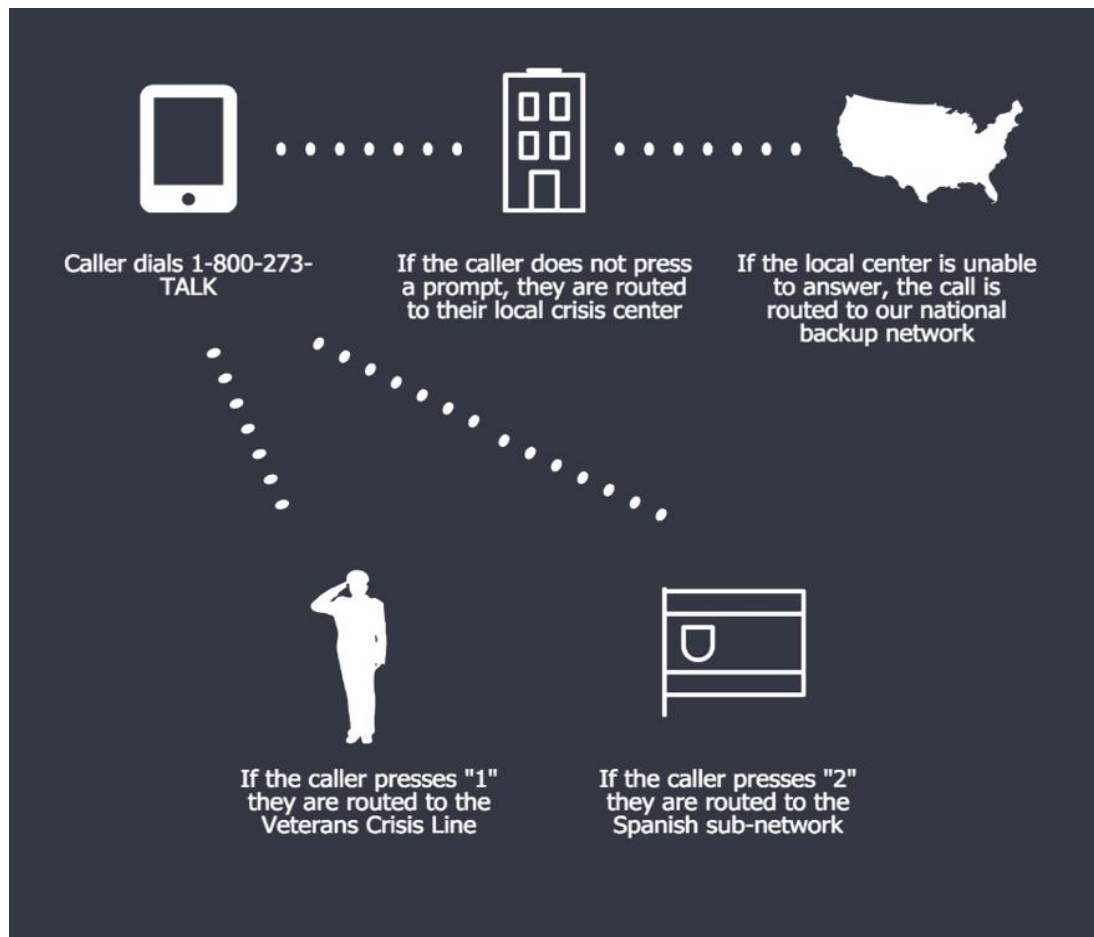 Caller dials 1-800-273-
TALK
If the caller does not press
a prompt, they are routed
to their local crisis center
If the local center is unable
to answer, the call is
routed to our national
backup network
If the caller presses "1"
they are routed to the
Veterans Crisis Line
If the caller presses "2"
they are routed to the
Spanish sub-network